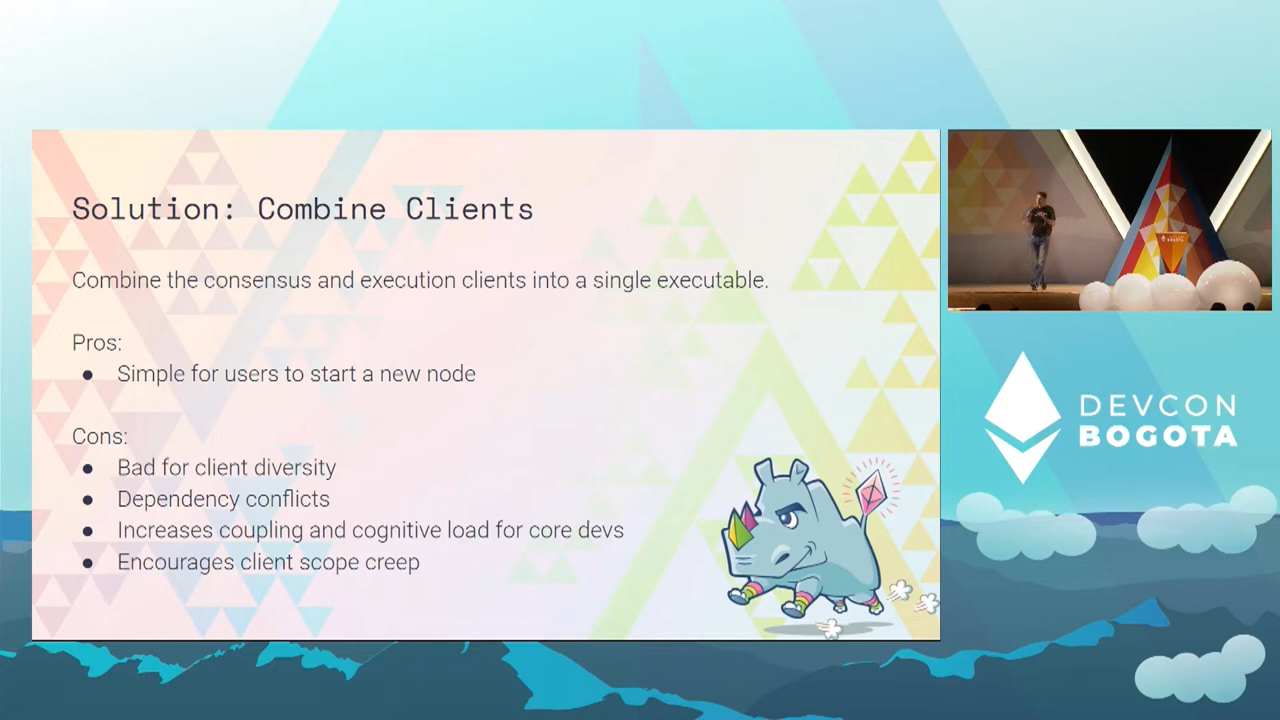 Solution: Combine Clients
Combine the consensus and execution clients into a single executable.
Pros:
● Simple for users to start a new node
Cons:
● Bad for client diversity
● Dependency conflicts
● Increases coupling and cognitive load for core devs
● Encourages client scope creep
DEVCON
BOGOTA